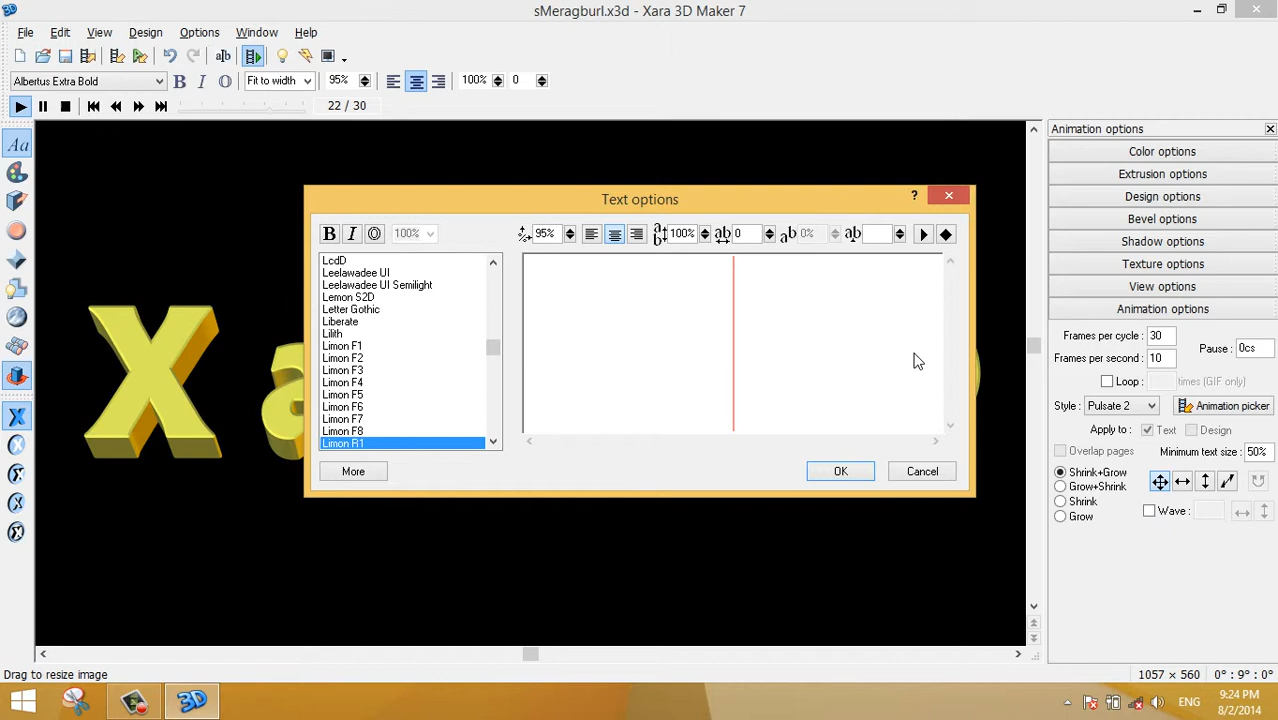 sMeragburl.x3d - Xara 3D Maker 7
File Edit View Design Options Window Help
Albertus Extra Bold B I O Fit to width 95% 100% 0
22 / 30
Text options
B I O 100% 95% 100% 0 0%
LcdD
Leelawadee UI
Leelawadee UI Semilight
Lemon S2D
Letter Gothic
Liberate
Lilith
Limon F1
Limon F2
Limon F3
Limon F4
Limon F5
Limon F6
Limon F7
Limon F8
Limon R1
More OK Cancel
X a
Animation options
Color options
Extrusion options
Design options
Bevel options
Shadow options
Texture options
View options
Animation options
Frames per cycle: 30 Pause: 0cs
Frames per second: 10
Loop: times (GIF only)
Style: Pulsate 2 Animation picker
Apply to: Text Design
Overlap pages Minimum text size: 50%
Shrink+Grow
Grow+Shrink
Shrink Wave:
Grow
Drag to resize image 1057 × 560 0° : 9° : 0°
ENG 9:24 PM
8/2/2014